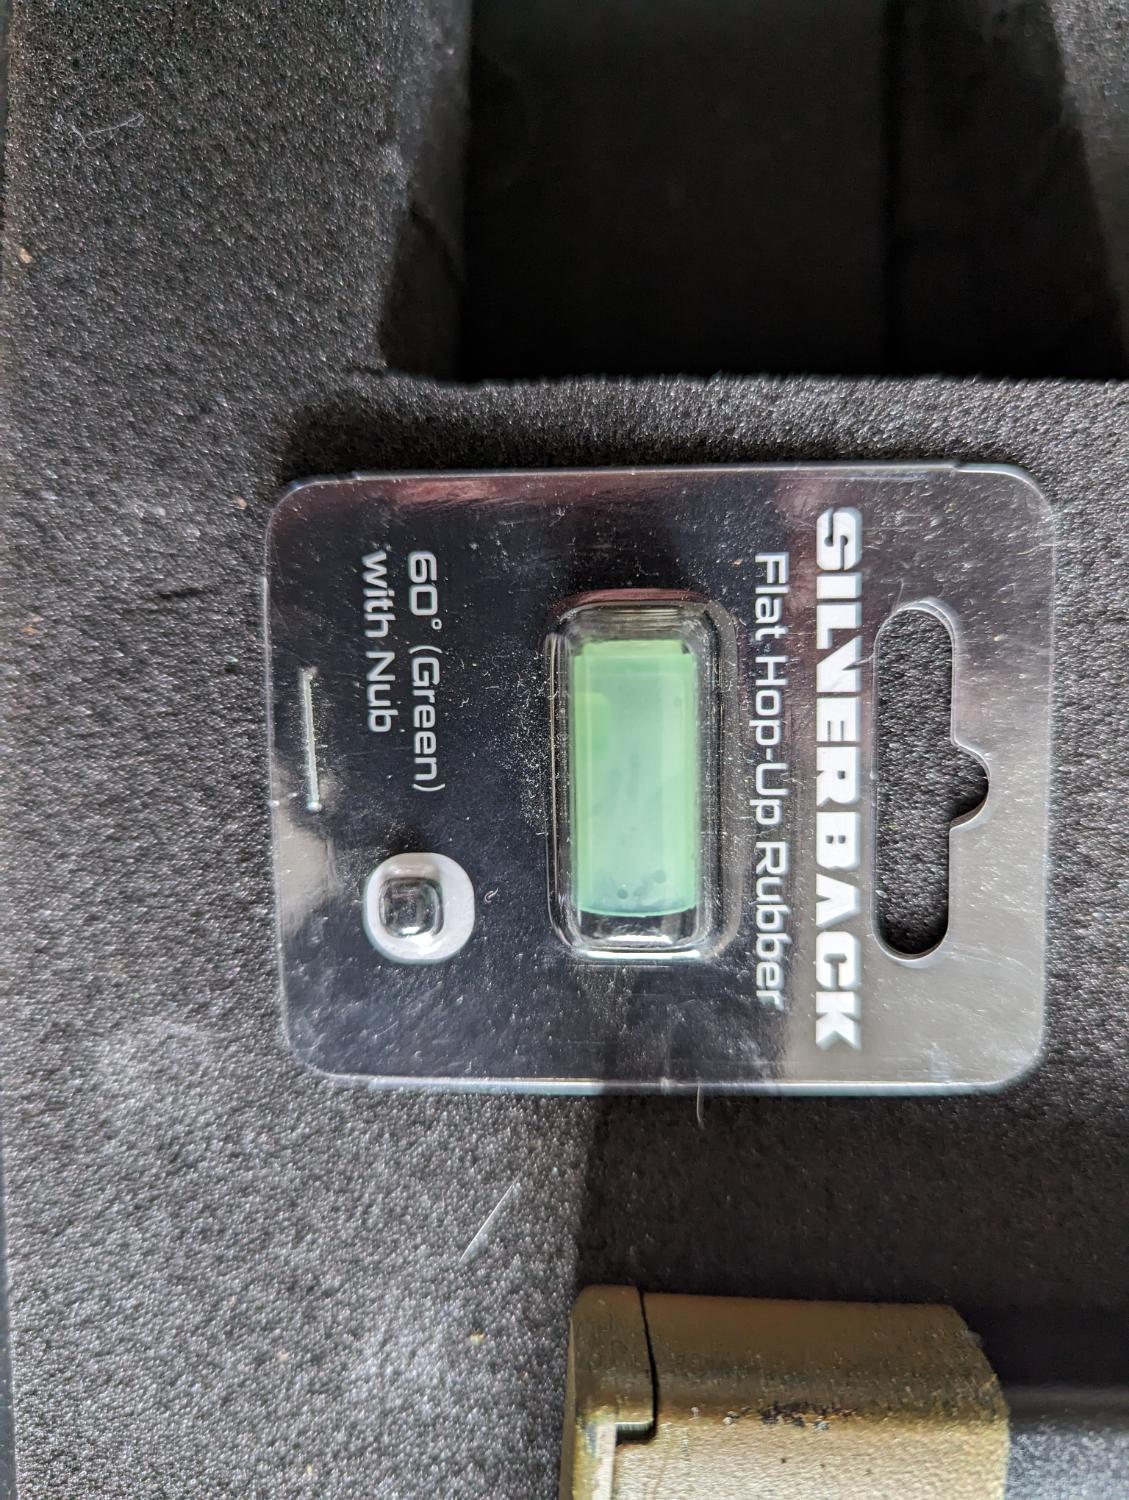 SILVERBACK
Flat Hop-Up Rubber
60° (Green)
with Nub